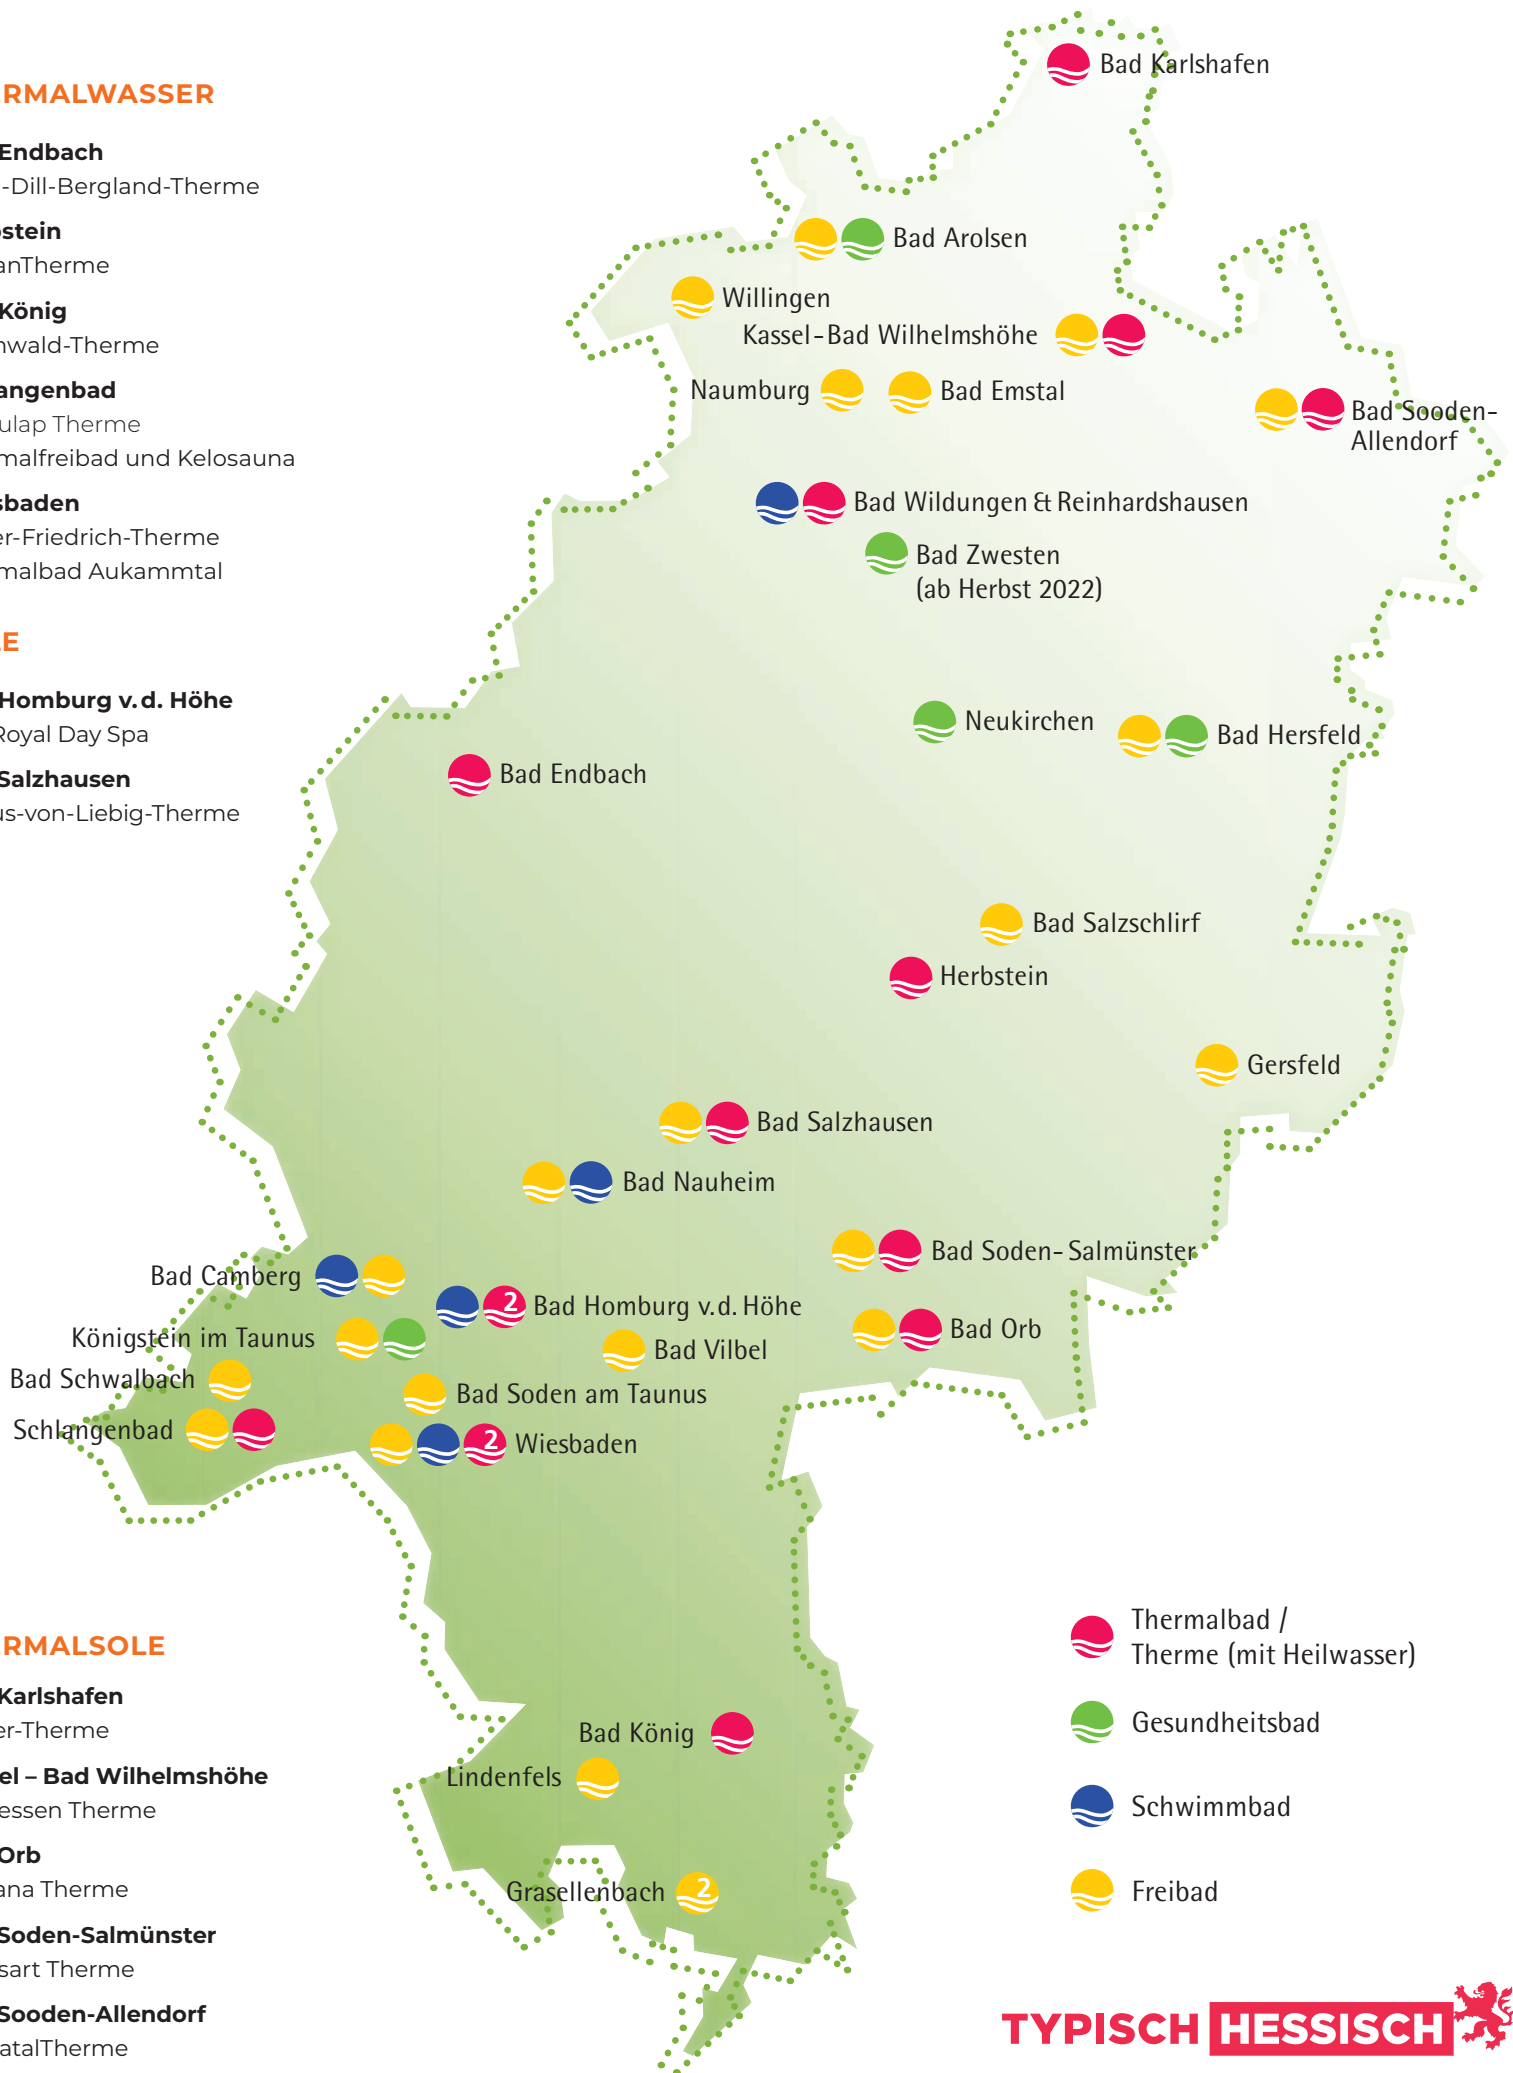 ERMALWASSER
Endbach
-Dill-Bergland-Therme
stein
anTherme
König
nwald-Therme
angenbad
ulap Therme
malfreibad und Kelosauna
sbaden
er-Friedrich-Therme
malbad Aukammtal
E
Homburg v. d. Höhe
Royal Day Spa
Salzhausen
us-von-Liebig-Therme
ERMALSOLE
Karlshafen
er-Therme
el – Bad Wilhelmshöhe
essen Therme
Orb
ana Therme
Soden-Salmünster
sart Therme
Sooden-Allendorf
atalTherme
Bad Karlshafen
Bad Arolsen
Willingen
Kassel-Bad Wilhelmshöhe
Naumburg
Bad Emstal
Bad Sooden-
Allendorf
Bad Wildungen & Reinhardshausen
Bad Zwesten
(ab Herbst 2022)
Neukirchen
Bad Hersfeld
Bad Endbach
Bad Salzschlirf
Herbstein
Gersfeld
Bad Salzhausen
Bad Nauheim
Bad Soden-Salmünster
Bad Camberg
2 Bad Homburg v.d. Höhe
Bad Orb
Königstein im Taunus
Bad Vilbel
Bad Schwalbach
Bad Soden am Taunus
Schlangenbad
2 Wiesbaden
Bad König
Lindenfels
Grasellenbach 2
Thermalbad /
Therme (mit Heilwasser)
Gesundheitsbad
Schwimmbad
Freibad
TYPISCH HESSISCH